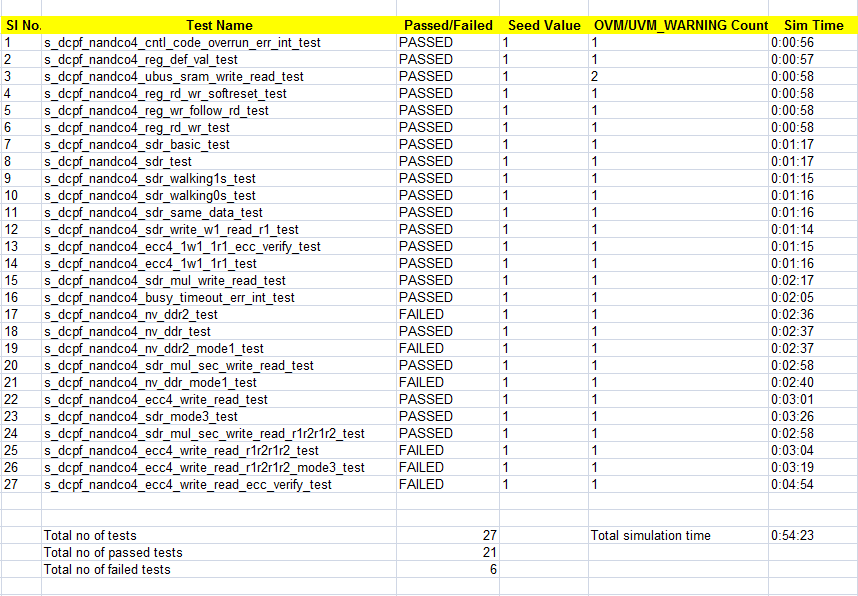 Sl No. Test Name Passed/Failed Seed Value OVM/UVM_WARNING Count Sim Time
1 s_dcpf_nandco4_cntl_code_overrun_err_int_test PASSED 1 1 0:00:56
2 s_dcpf_nandco4_reg_def_val_test PASSED 1 1 0:00:57
3 s_dcpf_nandco4_ubus_sram_write_read_test PASSED 1 2 0:00:58
4 s_dcpf_nandco4_reg_rd_wr_softreset_test PASSED 1 1 0:00:58
5 s_dcpf_nandco4_reg_wr_follow_rd_test PASSED 1 1 0:00:58
6 s_dcpf_nandco4_reg_rd_wr_test PASSED 1 1 0:00:58
7 s_dcpf_nandco4_sdr_basic_test PASSED 1 1 0:01:17
8 s_dcpf_nandco4_sdr_test PASSED 1 1 0:01:17
9 s_dcpf_nandco4_sdr_walking1s_test PASSED 1 1 0:01:15
10 s_dcpf_nandco4_sdr_walking0s_test PASSED 1 1 0:01:16
11 s_dcpf_nandco4_sdr_same_data_test PASSED 1 1 0:01:16
12 s_dcpf_nandco4_sdr_write_w1_read_r1_test PASSED 1 1 0:01:14
13 s_dcpf_nandco4_ecc4_1w1_1r1_ecc_verify_test PASSED 1 1 0:01:15
14 s_dcpf_nandco4_ecc4_1w1_1r1_test PASSED 1 1 0:01:16
15 s_dcpf_nandco4_sdr_mul_write_read_test PASSED 1 1 0:02:17
16 s_dcpf_nandco4_busy_timeout_err_int_test PASSED 1 1 0:02:05
17 s_dcpf_nandco4_nv_ddr2_test FAILED 1 1 0:02:36
18 s_dcpf_nandco4_nv_ddr_test PASSED 1 1 0:02:37
19 s_dcpf_nandco4_nv_ddr2_mode1_test FAILED 1 1 0:02:37
20 s_dcpf_nandco4_sdr_mul_sec_write_read_test PASSED 1 1 0:02:58
21 s_dcpf_nandco4_nv_ddr_mode1_test FAILED 1 1 0:02:40
22 s_dcpf_nandco4_ecc4_write_read_test PASSED 1 1 0:03:01
23 s_dcpf_nandco4_sdr_mode3_test PASSED 1 1 0:03:26
24 s_dcpf_nandco4_sdr_mul_sec_write_read_r1r2r1r2_test PASSED 1 1 0:02:58
25 s_dcpf_nandco4_ecc4_write_read_r1r2r1r2_test FAILED 1 1 0:03:04
26 s_dcpf_nandco4_ecc4_write_read_r1r2r1r2_mode3_test FAILED 1 1 0:03:19
27 s_dcpf_nandco4_ecc4_write_read_ecc_verify_test FAILED 1 1 0:04:54
Total no of tests 27 Total simulation time 0:54:23
Total no of passed tests 21
Total no of failed tests 6